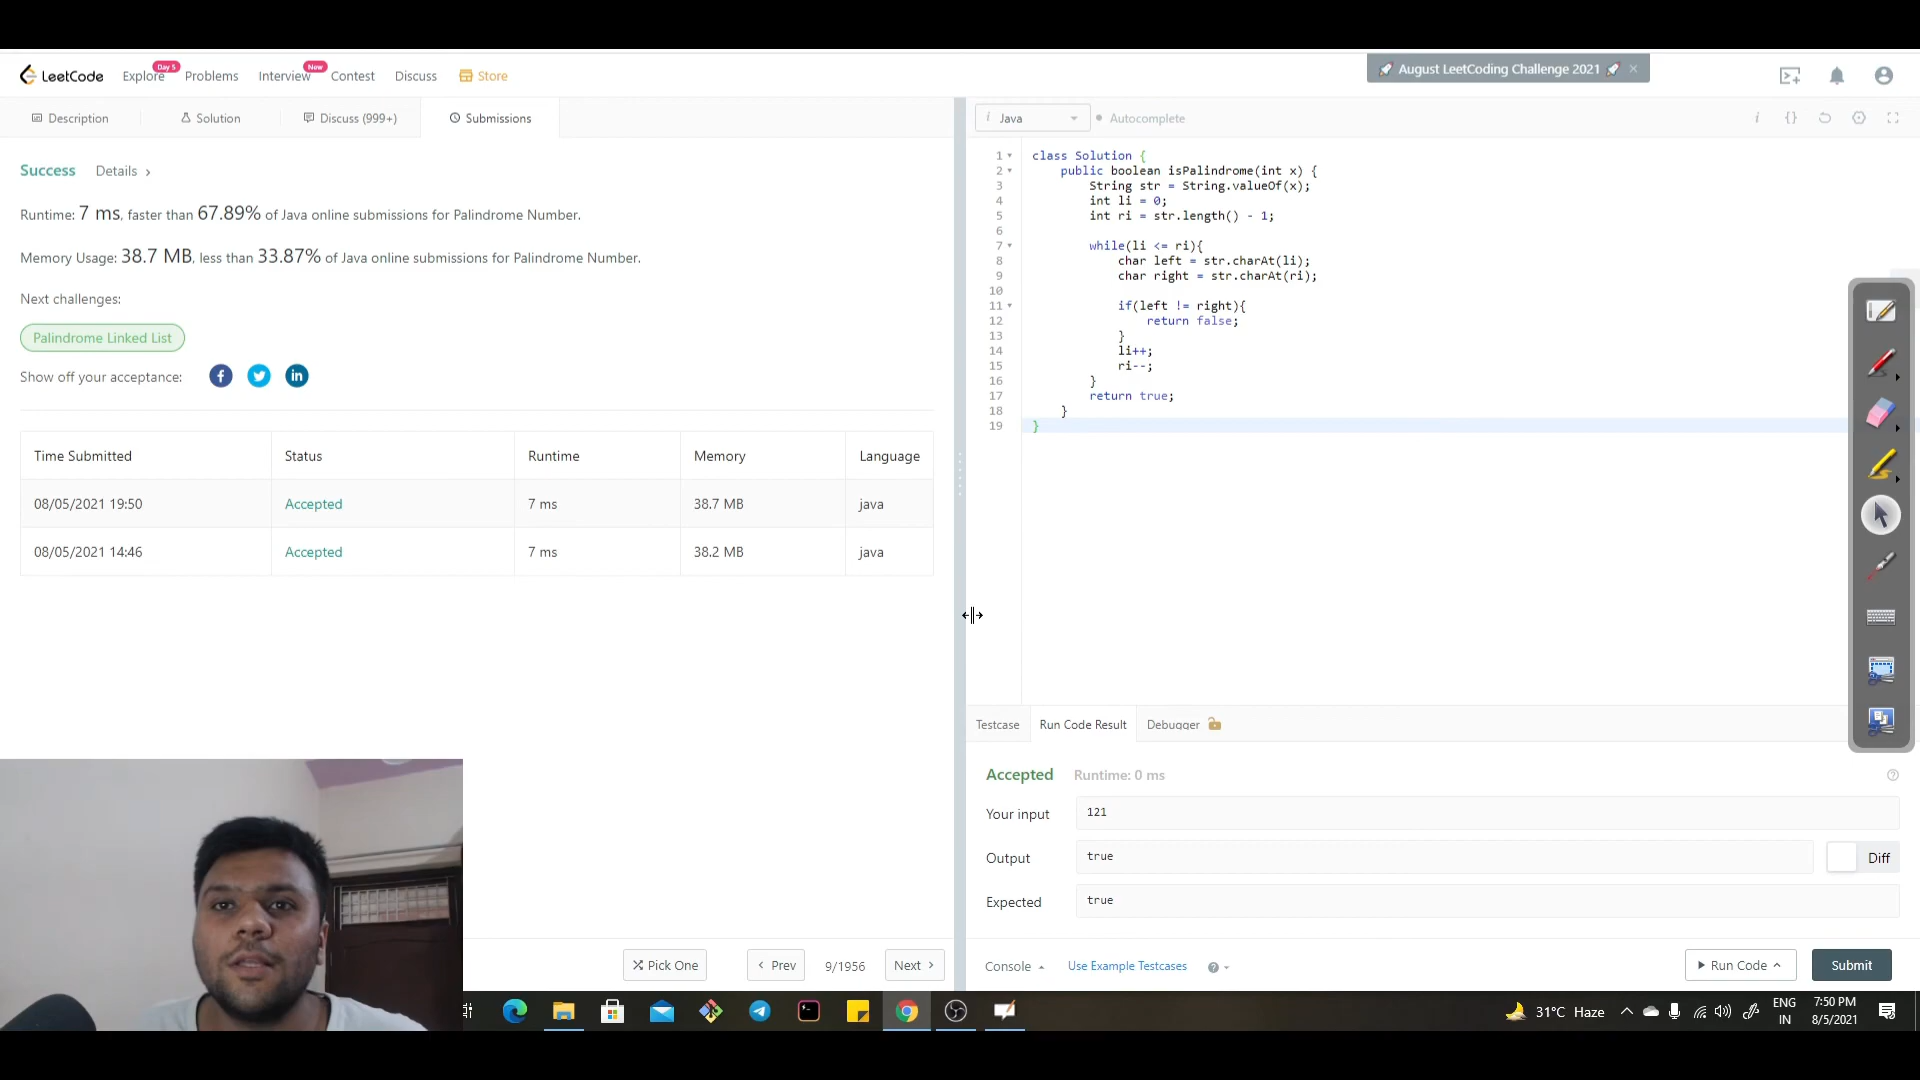 LeetCode
Explore
Day 5
Problems
Interview
New
Contest
Discuss
Store
August LeetCoding Challenge 2021
Description
Solution
Discuss (999+)
Submissions
Success
Details
Runtime: 7 ms, faster than 67.89% of Java online submissions for Palindrome Number.
Memory Usage: 38.7 MB, less than 33.87% of Java online submissions for Palindrome Number.
Next challenges:
Palindrome Linked List
Show off your acceptance:
Time Submitted Status Runtime Memory Language
08/05/2021 19:50 Accepted 7 ms 38.7 MB java
08/05/2021 14:46 Accepted 7 ms 38.2 MB java
Pick One
Prev
9/1956
Next
i Java
Autocomplete
1 class Solution {
2 public boolean isPalindrome(int x) {
3 String str = String.valueOf(x);
4 int li = 0;
5 int ri = str.length() - 1;
6
7 while(li <= ri){
8 char left = str.charAt(li);
9 char right = str.charAt(ri);
10
11 if(left != right){
12 return false;
13 }
14 li++;
15 ri--;
16 }
17 return true;
18 }
19 }
Testcase
Run Code Result
Debugger
Accepted
Runtime: 0 ms
Your input
121
Output
true
Diff
Expected
true
Console
Use Example Testcases
Run Code
Submit
31°C Haze
ENG
IN
7:50 PM
8/5/2021